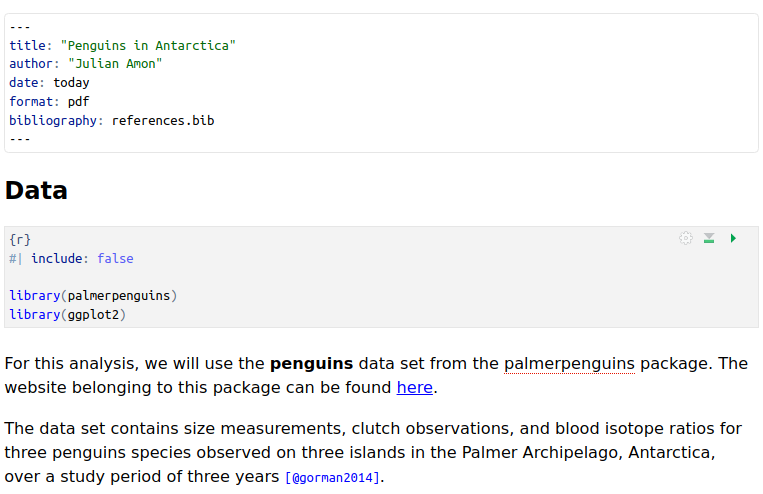 ---
title: "Penguins in Antarctica"
author: "Julian Amon"
date: today
format: pdf
bibliography: references.bib
---
Data
{r}
#| include: false
library(palmerpenguins)
library(ggplot2)
For this analysis, we will use the penguins data set from the palmerpenguins package. The
website belonging to this package can be found here.
The data set contains size measurements, clutch observations, and blood isotope ratios for
three penguins species observed on three islands in the Palmer Archipelago, Antarctica,
over a study period of three years [@gorman2014].